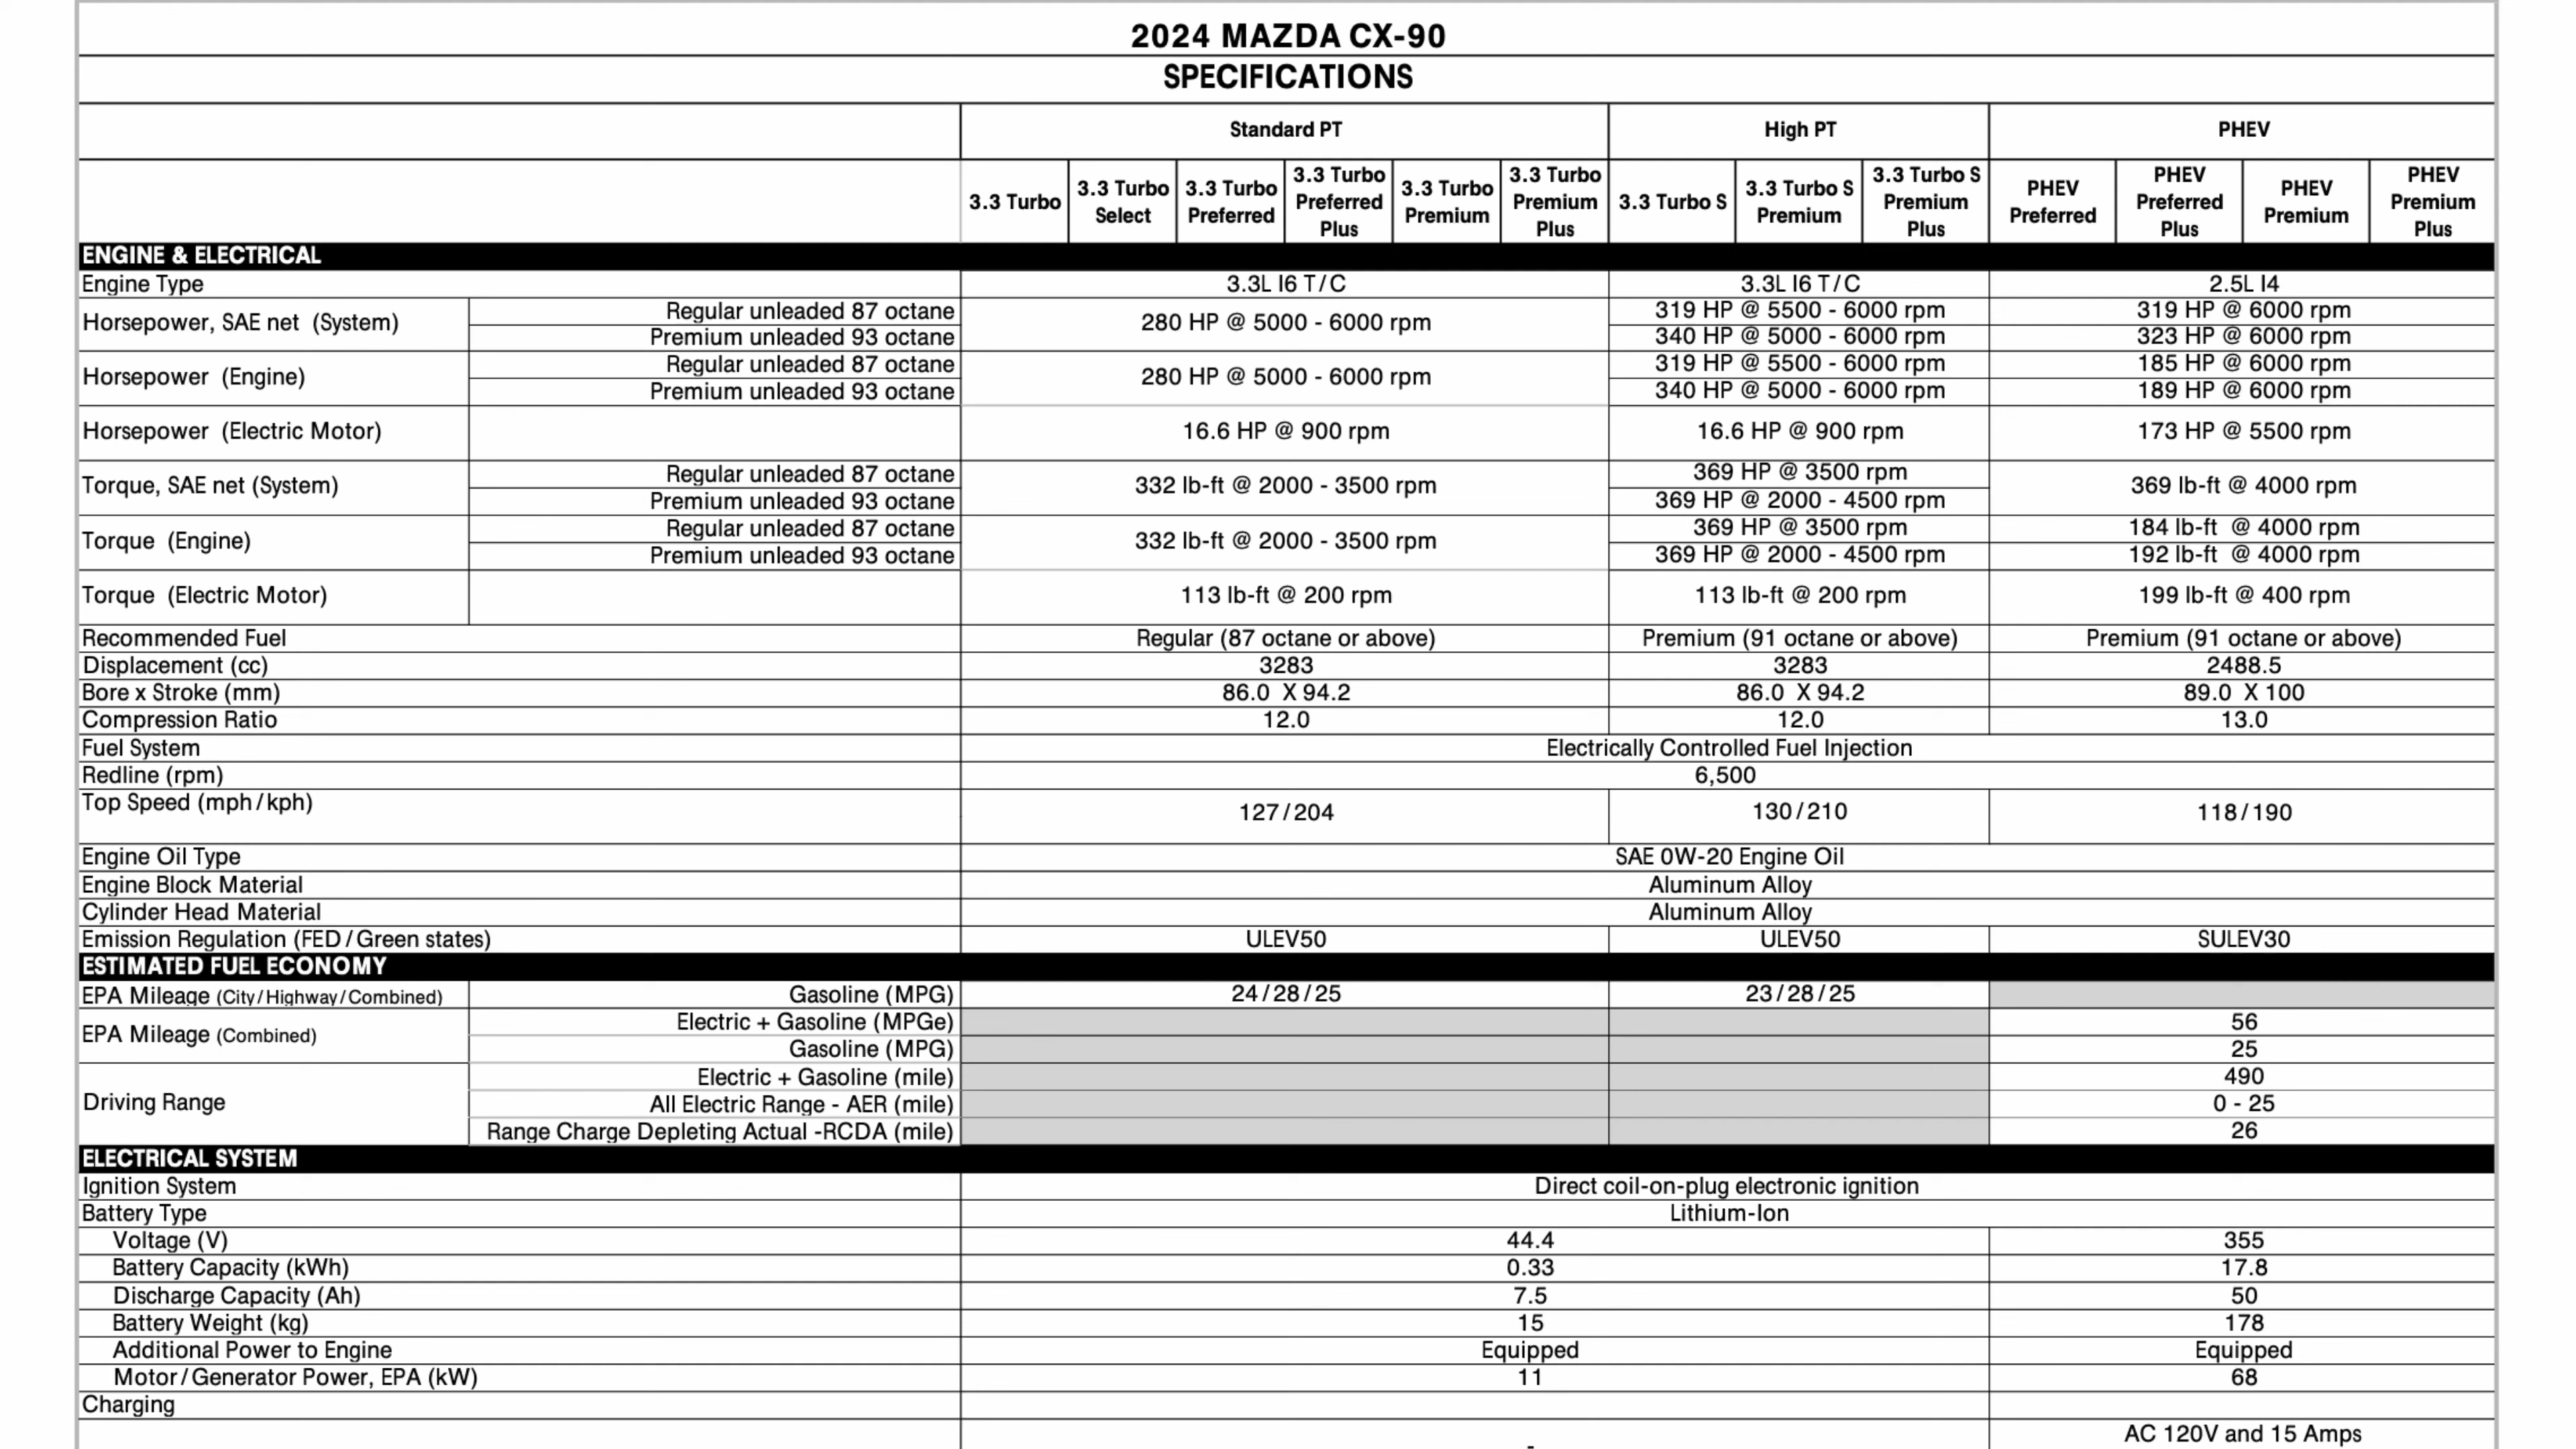 2024 MAZDA CX-90
SPECIFICATIONS
Standard PT High PT PHEV
3.3 Turbo
3.3 Turbo Select
3.3 Turbo Preferred
3.3 Turbo Preferred Plus
3.3 Turbo Premium
3.3 Turbo Premium Plus
3.3 Turbo S
3.3 Turbo S Premium
3.3 Turbo S Premium Plus
PHEV Preferred
PHEV Preferred Plus
PHEV Premium
PHEV Premium Plus
ENGINE & ELECTRICAL
Engine Type 3.3L I6 T/C 3.3L I6 T/C 2.5L I4
Horsepower, SAE net (System) 280 HP @ 5000 - 6000 rpm
Regular unleaded 87 octane 319 HP @ 5500 - 6000 rpm 319 HP @ 6000 rpm
Premium unleaded 93 octane 340 HP @ 5000 - 6000 rpm 323 HP @ 6000 rpm
Horsepower (Engine) 280 HP @ 5000 - 6000 rpm
Regular unleaded 87 octane 319 HP @ 5500 - 6000 rpm 185 HP @ 6000 rpm
Premium unleaded 93 octane 340 HP @ 5000 - 6000 rpm 189 HP @ 6000 rpm
Horsepower (Electric Motor) 16.6 HP @ 900 rpm 16.6 HP @ 900 rpm 173 HP @ 5500 rpm
Torque, SAE net (System) 332 lb-ft @ 2000 - 3500 rpm 369 lb-ft @ 4000 rpm
Regular unleaded 87 octane 369 HP @ 3500 rpm
Premium unleaded 93 octane 369 HP @ 2000 - 4500 rpm
Torque (Engine) 332 lb-ft @ 2000 - 3500 rpm
Regular unleaded 87 octane 369 HP @ 3500 rpm 184 lb-ft @ 4000 rpm
Premium unleaded 93 octane 369 HP @ 2000 - 4500 rpm 192 lb-ft @ 4000 rpm
Torque (Electric Motor) 113 lb-ft @ 200 rpm 113 lb-ft @ 200 rpm 199 lb-ft @ 400 rpm
Recommended Fuel Regular (87 octane or above) Premium (91 octane or above) Premium (91 octane or above)
Displacement (cc) 3283 3283 2488.5
Bore x Stroke (mm) 86.0 X 94.2 86.0 X 94.2 89.0 X 100
Compression Ratio 12.0 12.0 13.0
Fuel System Electrically Controlled Fuel Injection
Redline (rpm) 6,500
Top Speed (mph/kph) 127/204 130/210 118/190
Engine Oil Type SAE 0W-20 Engine Oil
Engine Block Material Aluminum Alloy
Cylinder Head Material Aluminum Alloy
Emission Regulation (FED/Green states) ULEV50 ULEV50 SULEV30
ESTIMATED FUEL ECONOMY
EPA Mileage (City/Highway/Combined) Gasoline (MPG) 24/28/25 23/28/25
EPA Mileage (Combined)
Electric + Gasoline (MPGe) 56
Gasoline (MPG) 25
Driving Range
Electric + Gasoline (mile) 490
All Electric Range - AER (mile) 0 - 25
Range Charge Depleting Actual -RCDA (mile) 26
ELECTRICAL SYSTEM
Ignition System Direct coil-on-plug electronic ignition
Battery Type Lithium-Ion
Voltage (V) 44.4 355
Battery Capacity (kWh) 0.33 17.8
Discharge Capacity (Ah) 7.5 50
Battery Weight (kg) 15 178
Additional Power to Engine Equipped Equipped
Motor/Generator Power, EPA (kW) 11 68
Charging
- AC 120V and 15 Amps